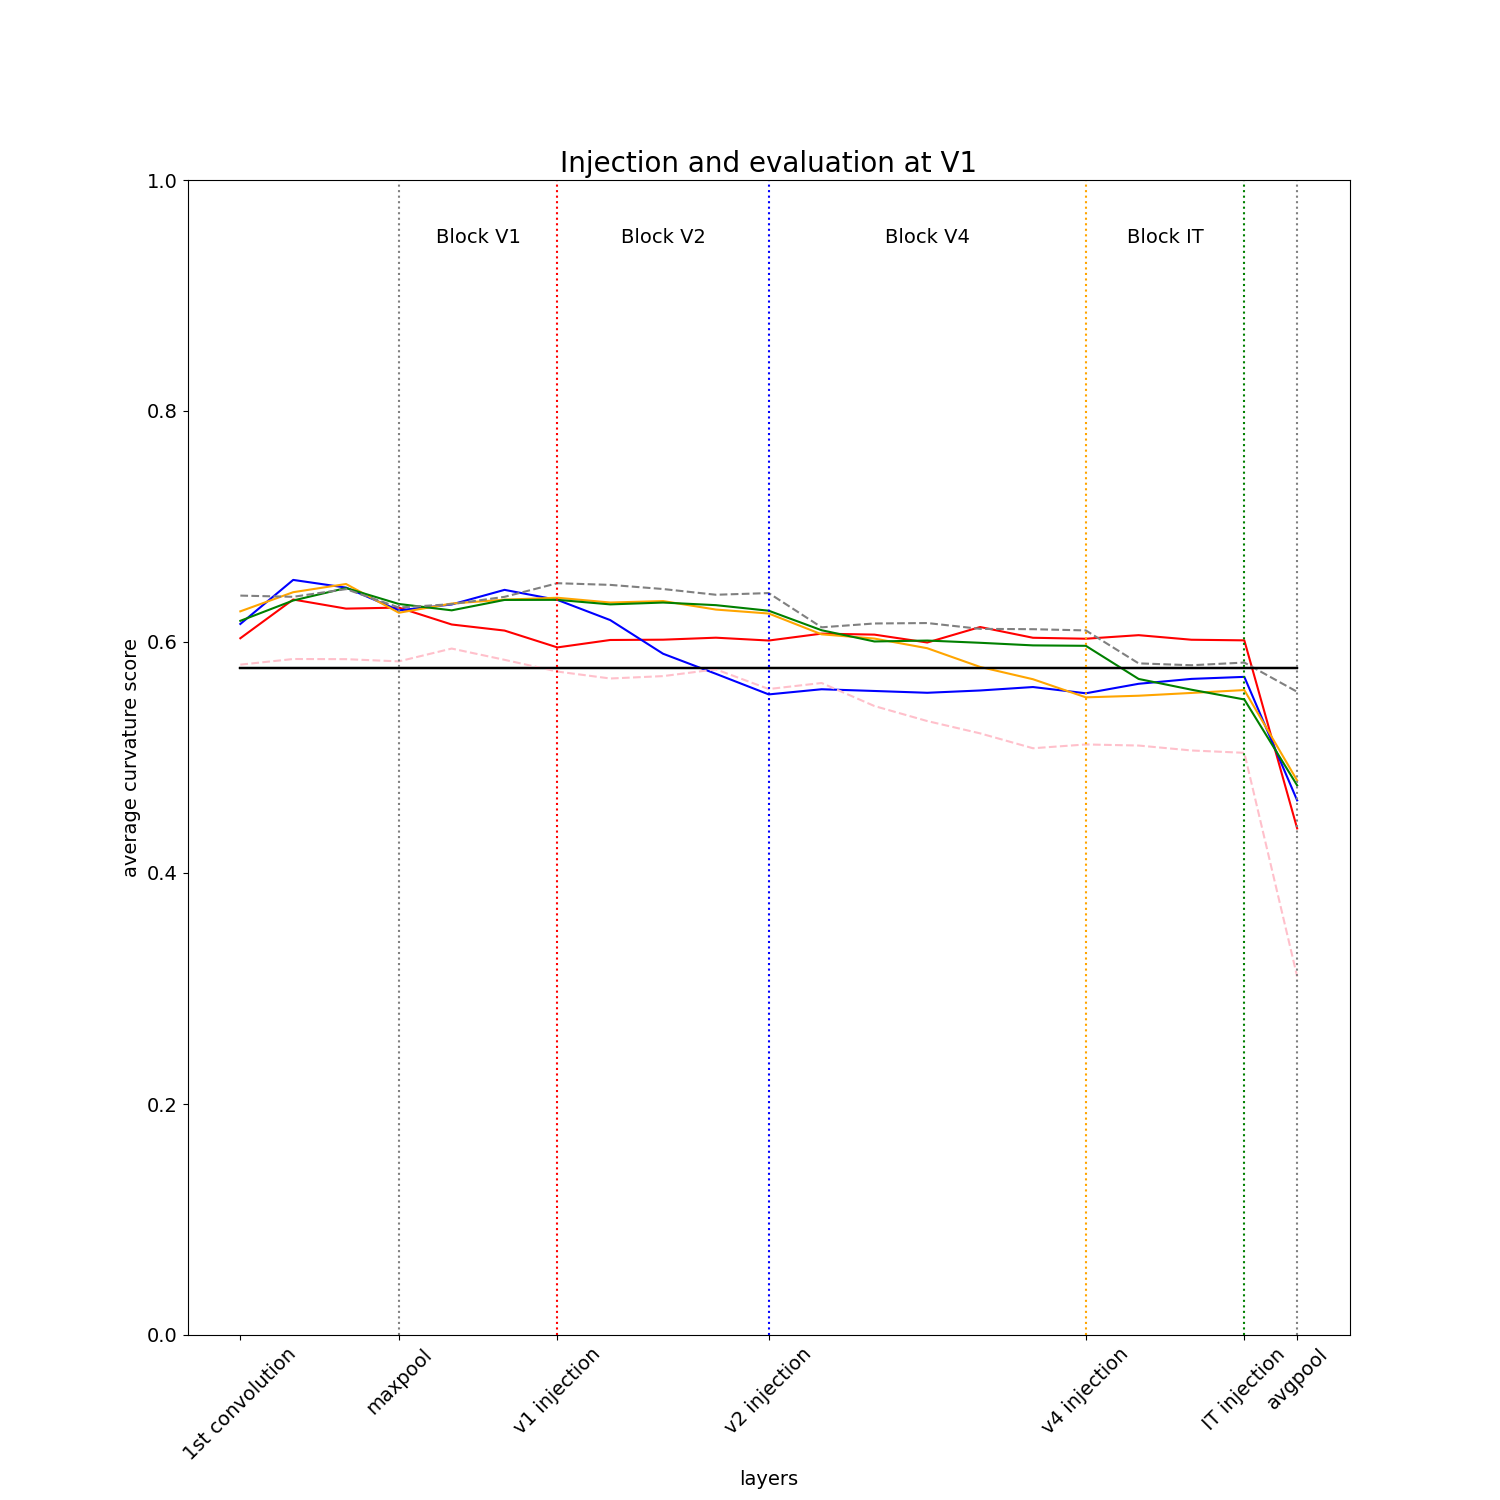 Injection and evaluation at V1
1.0
0.8
0.6
0.4
0.2
0.0
average curvature score
Block V1
Block V2
Block V4
Block IT
1st convolution
maxpool
v1 injection
v2 injection
v4 injection
IT injection
avgpool
layers